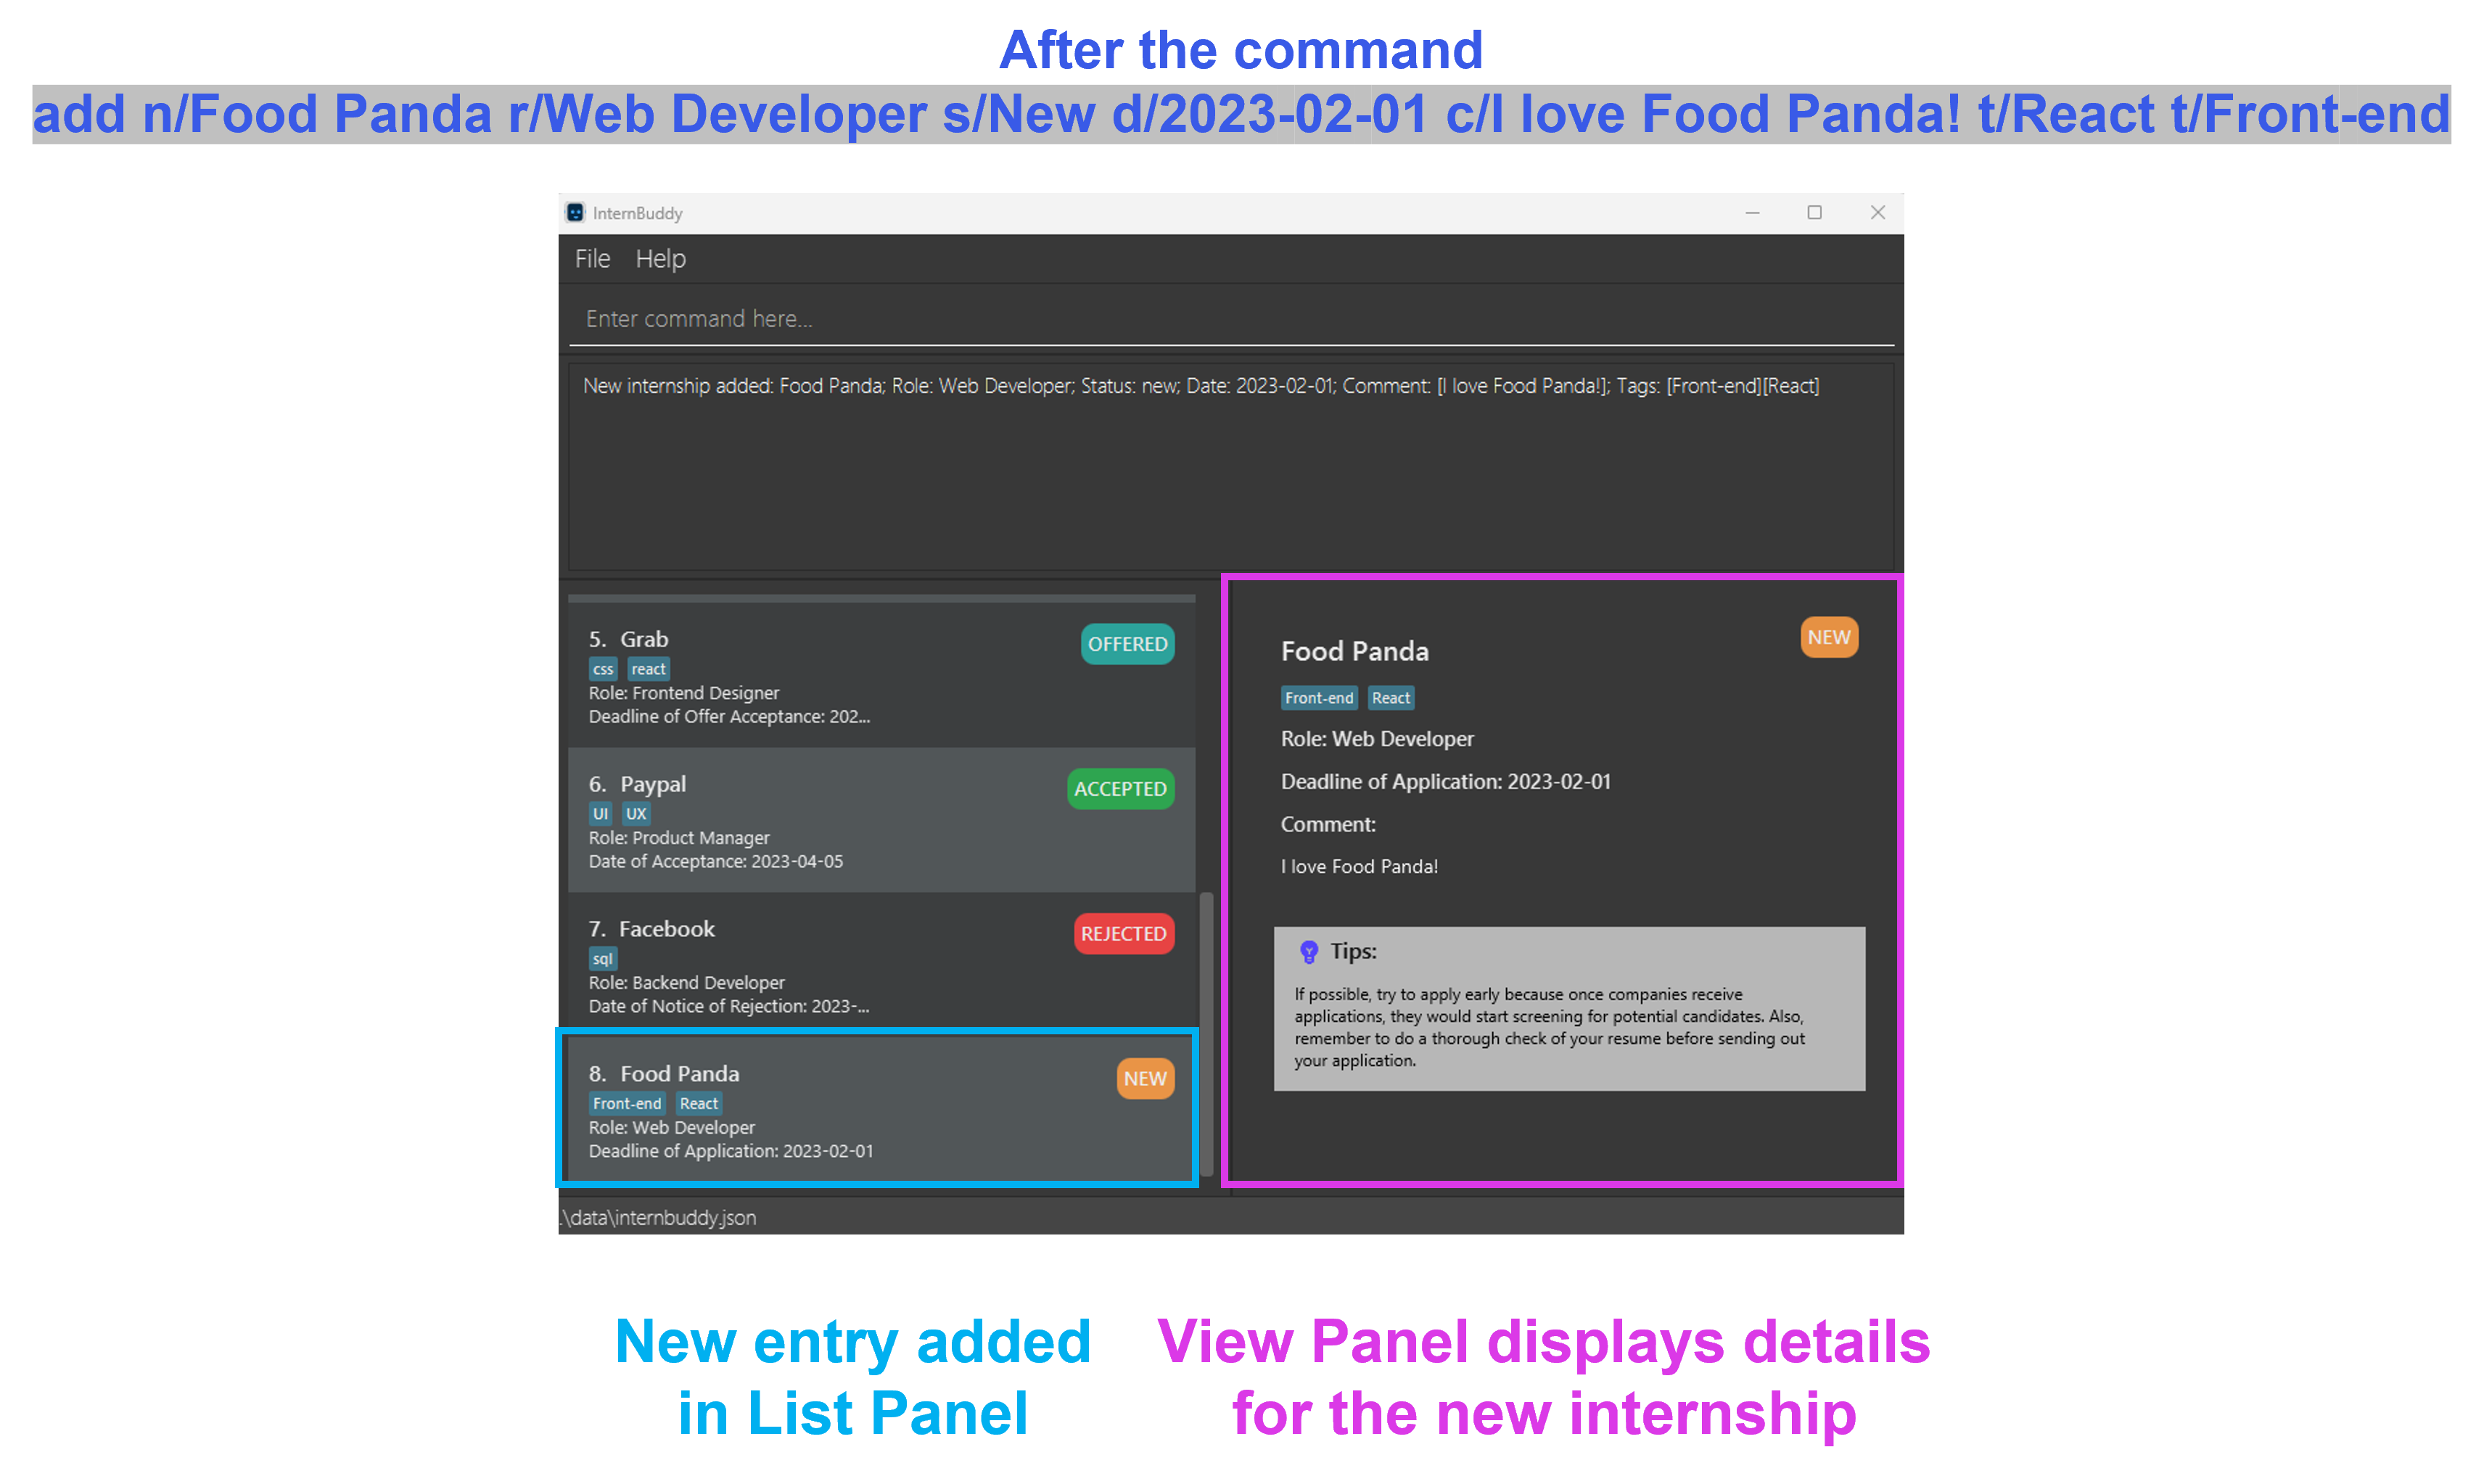 After the command
add n/Food Panda r/Web Developer s/New d/2023-02-01 c/I love Food Panda! t/React t/Front-end
InternBuddy
File Help
Enter command here...
New internship added: Food Panda; Role: Web Developer; Status: new; Date: 2023-02-01; Comment: [I love Food Panda!]; Tags: [Front-end][React]
5. Grab
OFFERED
css react
Role: Frontend Designer
Deadline of Offer Acceptance: 202...
6. Paypal
ACCEPTED
UI UX
Role: Product Manager
Date of Acceptance: 2023-04-05
7. Facebook
REJECTED
sql
Role: Backend Developer
Date of Notice of Rejection: 2023-...
8. Food Panda
NEW
Front-end React
Role: Web Developer
Deadline of Application: 2023-02-01
Food Panda
NEW
Front-end React
Role: Web Developer
Deadline of Application: 2023-02-01
Comment:
I love Food Panda!
Tips:
If possible, try to apply early because once companies receive
applications, they would start screening for potential candidates. Also,
remember to do a thorough check of your resume before sending out
your application.
.\data\internbuddy.json
New entry added
in List Panel
View Panel displays details
for the new internship